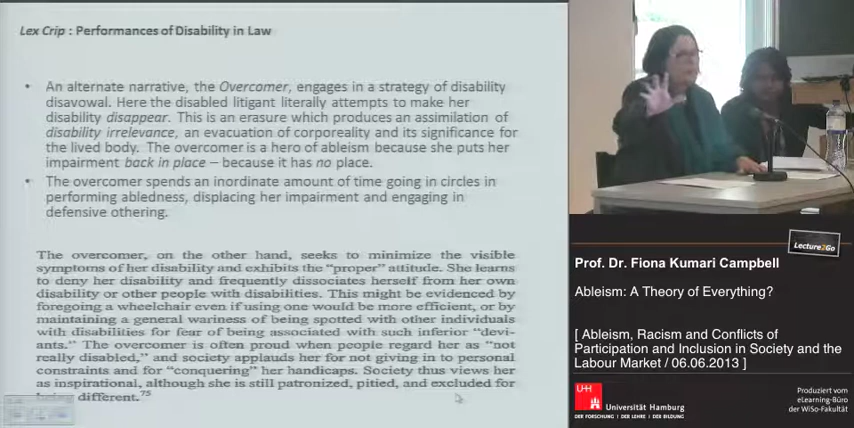 Lex Crip : Performances of Disability in Law
• An alternate narrative, the Overcomer, engages in a strategy of disability
disavowal. Here the disabled litigant literally attempts to make her
disability disappear. This is an erasure which produces an assimilation of
disability irrelevance, an evacuation of corporeality and its significance for
the lived body. The overcomer is a hero of ableism because she puts her
impairment back in place – because it has no place.
• The overcomer spends an inordinate amount of time going in circles in
performing abledness, displacing her impairment and engaging in
defensive othering.
The overcomer, on the other hand, seeks to minimize the visible
symptoms of her disability and exhibits the “proper” attitude. She learns
to deny her disability and frequently dissociates herself from her own
disability or other people with disabilities. This might be evidenced by
foregoing a wheelchair even if using one would be more efficient, or by
maintaining a general wariness of being spotted with other individuals
with disabilities for fear of being associated with such inferior “devi-
ants.” The overcomer is often proud when people regard her as “not
really disabled,” and society applauds her for not giving in to personal
constraints and for “conquering” her handicaps. Society thus views her
as inspirational, although she is still patronized, pitied, and excluded for
being different.75
Lecture2Go
Prof. Dr. Fiona Kumari Campbell
Ableism: A Theory of Everything?
[ Ableism, Racism and Conflicts of
Participation and Inclusion in Society and the
Labour Market / 06.06.2013 ]
UH
Universität Hamburg
DER FORSCHUNG | DER LEHRE | DER BILDUNG
Produziert vom
eLearning-Büro
der WiSo-Fakultät